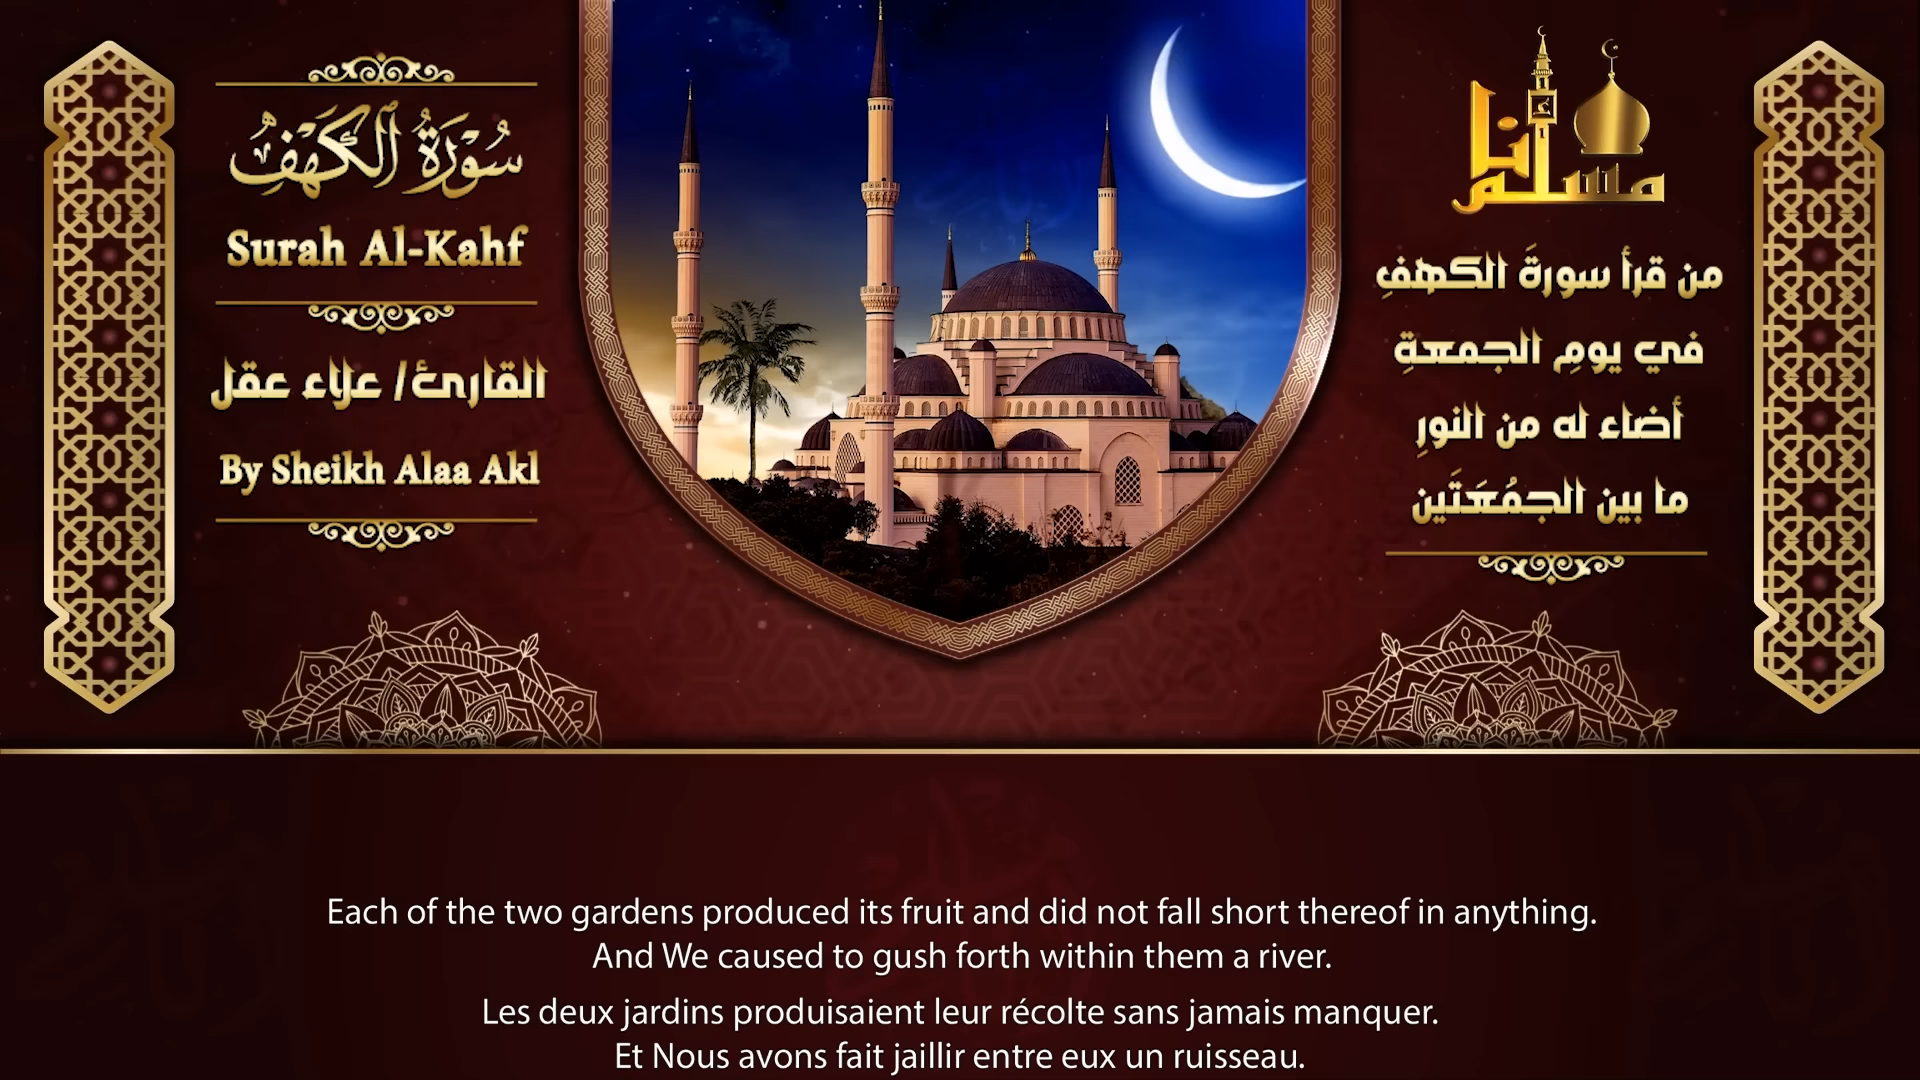 سُورَةُ الكَهْفِ
Surah Al-Kahf
القارئ/ علاء عقل
By Sheikh Alaa Akl
أنا
مسلم
من قرأ سورةَ الكهفِ
في يومِ الجمعةِ
أضاء له من النورِ
ما بين الجمُعَتَين
Each of the two gardens produced its fruit and did not fall short thereof in anything.
And We caused to gush forth within them a river.
Les deux jardins produisaient leur récolte sans jamais manquer.
Et Nous avons fait jaillir entre eux un ruisseau.